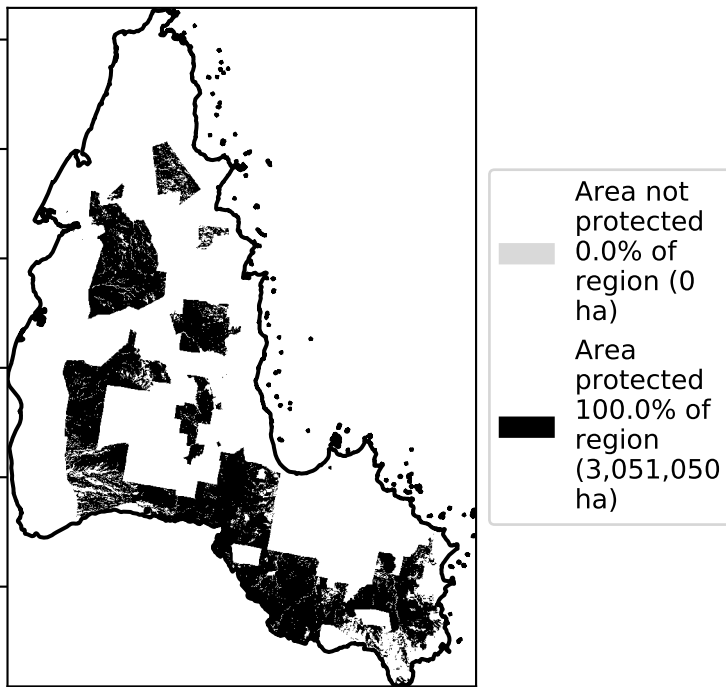 Area not
protected
0.0% of
region (0
ha)
Area
protected
100.0% of
region
(3,051,050
ha)